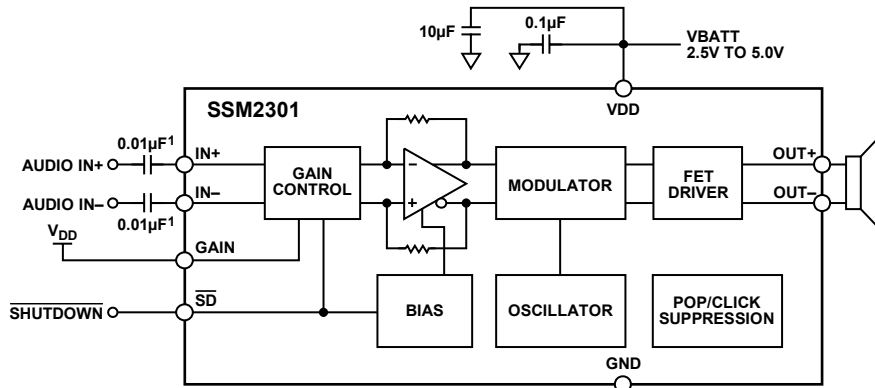 10µF
0.1µF
VBATT
2.5V TO 5.0V
VDD
SSM2301
0.01µF1
AUDIO IN+
IN+
GAIN
CONTROL
−
MODULATOR
FET
DRIVER
OUT+
AUDIO IN−
IN−
+
OUT−
0.01µF1
VDD
GAIN
SHUTDOWN
SD
BIAS
OSCILLATOR
POP/CLICK
SUPPRESSION
GND